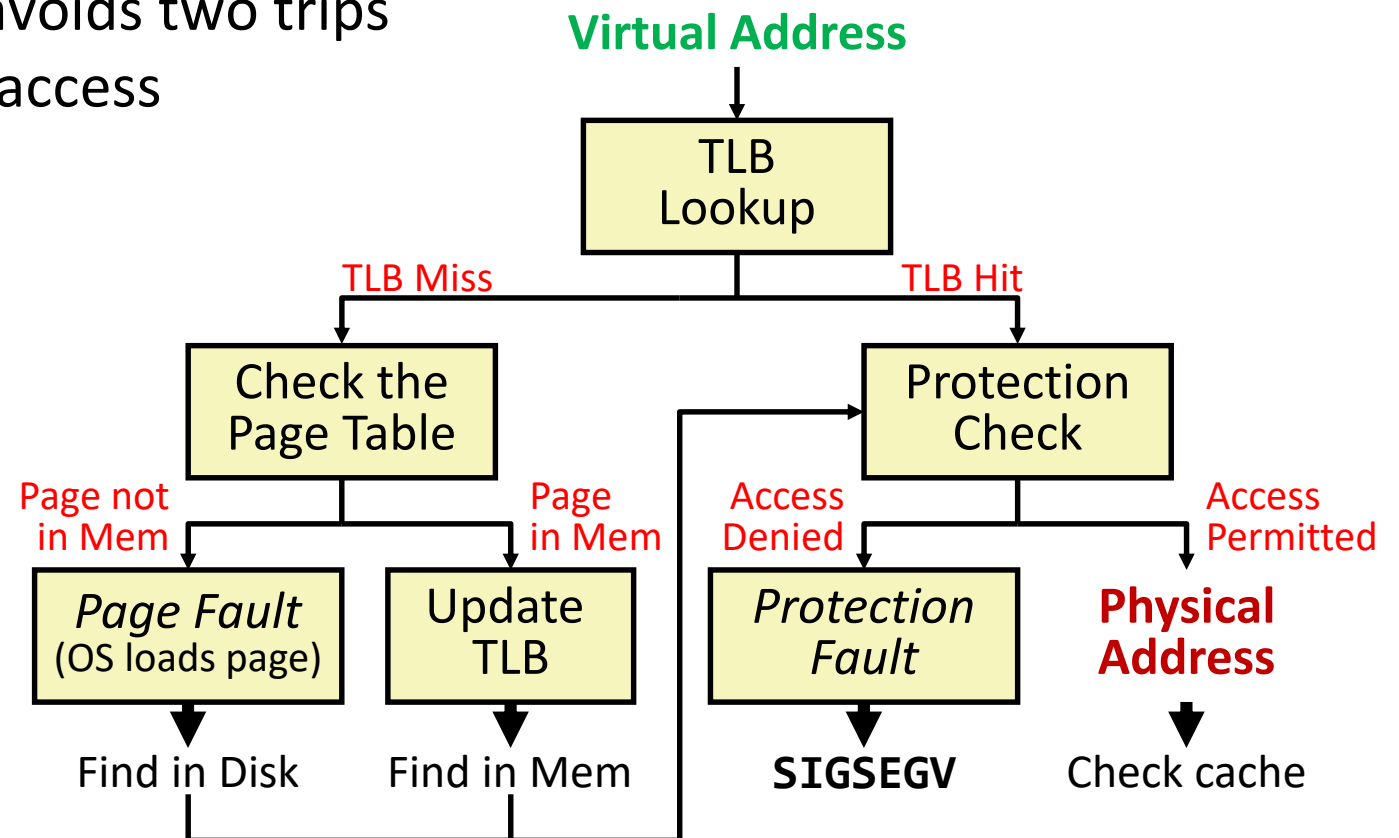 avoids two trips
access
Virtual Address
TLB
Lookup
TLB Miss
TLB Hit
Check the
Page Table
Protection
Check
Page not
in Mem
Page
in Mem
Access
Denied
Access
Permitted
Page Fault
(OS loads page)
Update
TLB
Protection
Fault
Physical
Address
Find in Disk
Find in Mem
SIGSEGV
Check cache